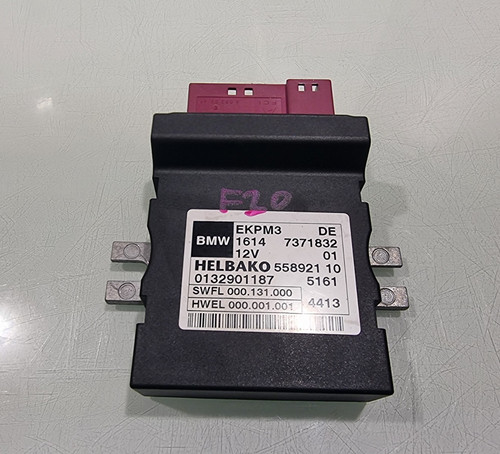 F20
EKPM3 DE
BMW 1614 7371832
12V 01
HELBAKO 558921 10
0132901187 5161
SWFL 000.131.000
HWEL 000.001.001 4413